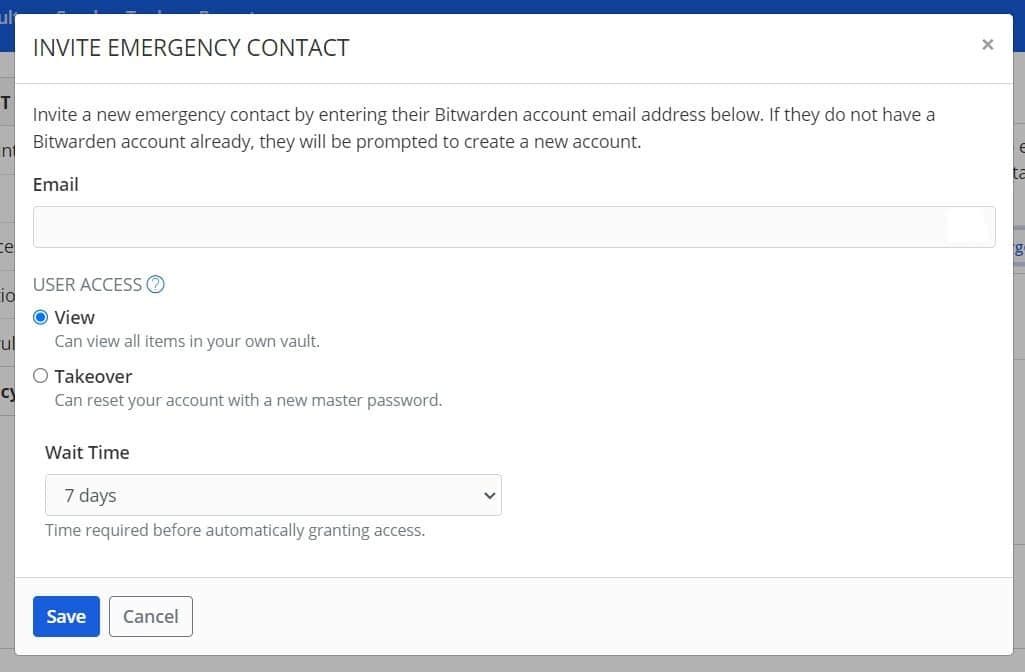 INVITE EMERGENCY CONTACT
×
Invite a new emergency contact by entering their Bitwarden account email address below. If they do not have a
Bitwarden account already, they will be prompted to create a new account.
Email
USER ACCESS ?
View
Can view all items in your own vault.
Takeover
Can reset your account with a new master password.
Wait Time
7 days
Time required before automatically granting access.
Save
Cancel